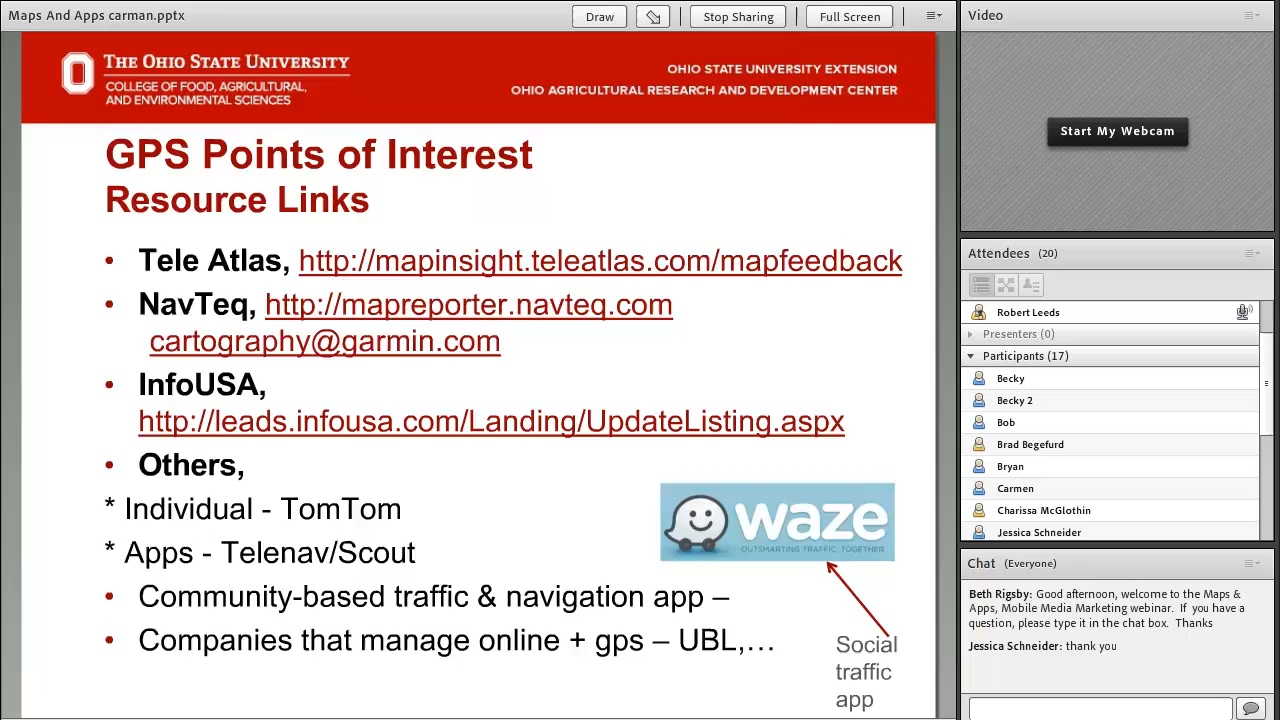 Maps And Apps carman.pptx
Draw
Stop Sharing
Full Screen
THE OHIO STATE UNIVERSITY
COLLEGE OF FOOD, AGRICULTURAL,
AND ENVIRONMENTAL SCIENCES
OHIO STATE UNIVERSITY EXTENSION
OHIO AGRICULTURAL RESEARCH AND DEVELOPMENT CENTER
GPS Points of Interest
Resource Links
• Tele Atlas, http://mapinsight.teleatlas.com/mapfeedback
• NavTeq, http://mapreporter.navteq.com
cartography@garmin.com
• InfoUSA,
http://leads.infousa.com/Landing/UpdateListing.aspx
• Others,
* Individual - TomTom
* Apps - Telenav/Scout
• Community-based traffic & navigation app –
• Companies that manage online + gps – UBL,…
waze
OUTSMARTING TRAFFIC, TOGETHER
Social
traffic
app
Video
Start My Webcam
Attendees (20)
Robert Leeds
Presenters (0)
Participants (17)
Becky
Becky 2
Bob
Brad Begefurd
Bryan
Carmen
Charissa McGlothin
Jessica Schneider
Chat (Everyone)
Beth Rigsby: Good afternoon, welcome to the Maps &
Apps, Mobile Media Marketing webinar. If you have a
question, please type it in the chat box. Thanks
Jessica Schneider: thank you